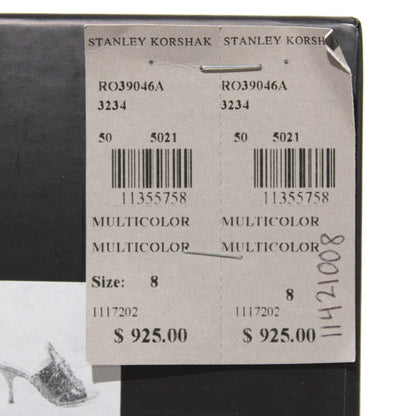 STANLEY KORSHAK STANLEY KORSHAK
RO39046A RO39046A
3234 3234
50 5021 50 5021
11355758 11355758
MULTICOLOR MULTICOLOR
MULTICOLOR MULTICOLOR
Size: 8 8
1117202 1117202
$ 925.00 $ 925.00
11421008